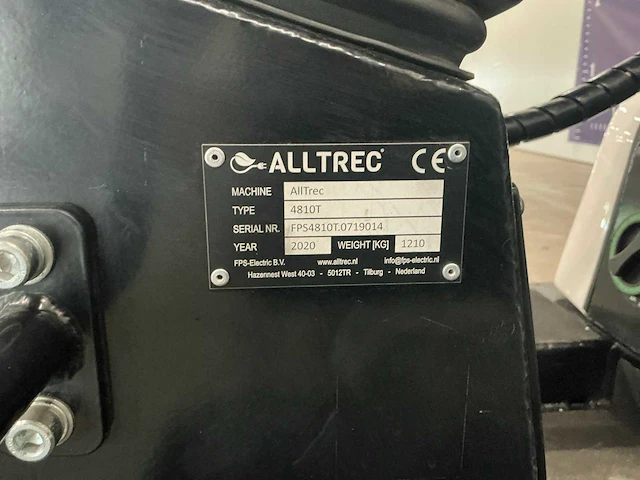 ALLTREC CE
MACHINE AllTrec
TYPE 4810T
SERIAL NR. FPS4810T.0719014
YEAR 2020 WEIGHT [KG] 1210
FPS-Electric B.V. www.alltrec.nl info@fps-electric.nl
Hazennest West 40-03 - 5012TR - Tilburg - Nederland